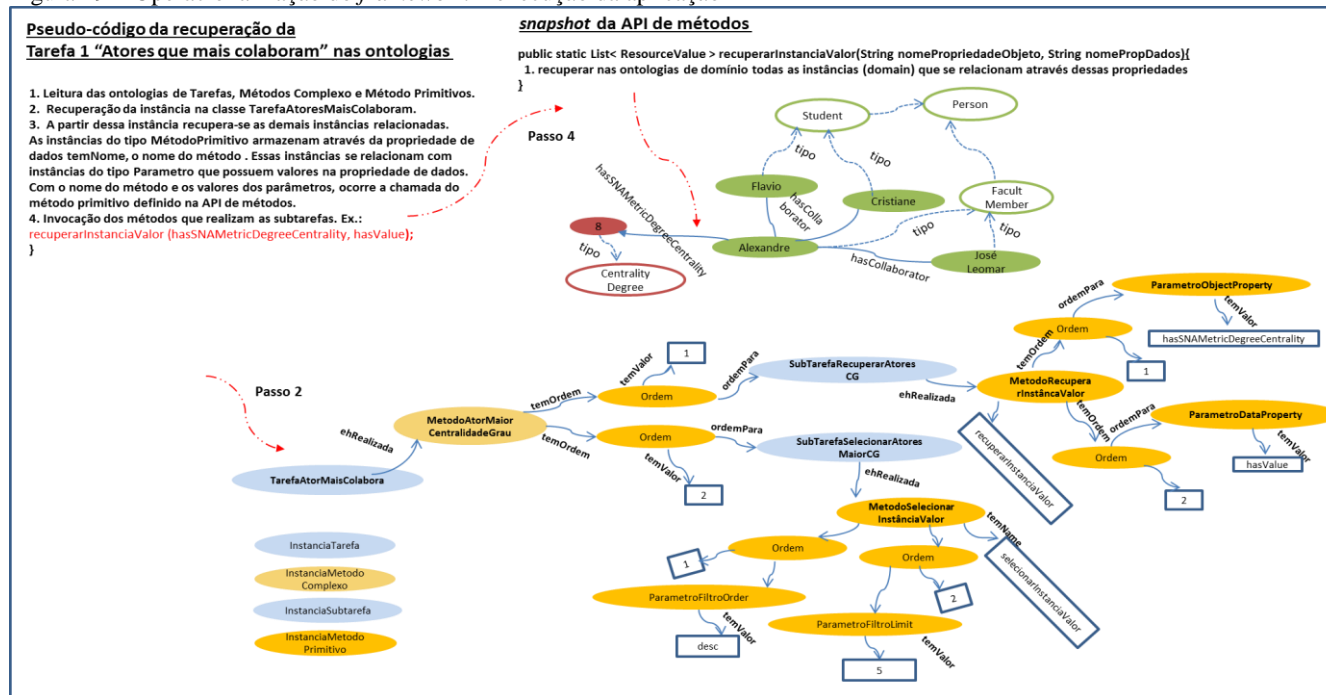 Pseudo-código da recuperação da
Tarefa 1 “Atores que mais colaboram” nas ontologias
1. Leitura das ontologias de Tarefas, Métodos Complexo e Método Primitivos.
2. Recuperação da instância na classe TarefaAtoresMaisColaboram.
3. A partir dessa instância recupera-se as demais instâncias relacionadas.
As instâncias do tipo MétodoPrimitivo armazenam através da propriedade de
dados temNome, o nome do método . Essas instâncias se relacionam com
instâncias do tipo Parametro que possuem valores na propriedade de dados.
Com o nome do método e os valores dos parâmetros, ocorre a chamada do
método primitivo definido na API de métodos.
4. Invocação dos métodos que realizam as subtarefas. Ex.:
recuperarInstanciaValor (hasSNAMetricDegreeCentrality, hasValue);
}
snapshot da API de métodos
public static List< ResourceValue > recuperarInstanciaValor(String nomePropriedadeObjeto, String nomePropDados){
1. recuperar nas ontologias de domínio todas as instâncias (domain) que se relacionam através dessas propriedades
}
Passo 4
Student
Person
tipo
tipo
Flavio
Cristiane
Facult
Member
hasColla
borator
hasSNAMetricDegreeCentrality
8
tipo
Alexandre
tipo
tipo
José
Leomar
hasCollaborator
Centrality
Degree
Passo 2
ParametroObjectProperty
ordemPara
temValor
Ordem
hasSNAMetricDegreeCentrality
temOrdem
1
1
temValor
ordemPara
SubTarefaRecuperarAtores
CG
temOrdem
Ordem
ehRealizada
MetodoRecupera
rInstâncaValor
MetodoAtorMaior
CentralidadeGrau
temOrdem
Ordem
ordemPara
SubTarefaSelecionarAtores
MaiorCG
temOrdem
ordemPara
ParametroDataProperty
temValor
Ordem
hasValue
2
recuperarInstanciaValor
ehRealizada
TarefaAtorMaisColabora
temValor
2
ehRealizada
MetodoSelecionar
InstânciaValor
temName
selecionarInstanciaValor
Ordem
Ordem
1
2
ParametroFiltroOrder
ParametroFiltroLimit
temValor
temValor
desc
5
InstanciaTarefa
InstanciaMetodo
Complexo
InstanciaSubtarefa
InstanciaMetodo
Primitivo